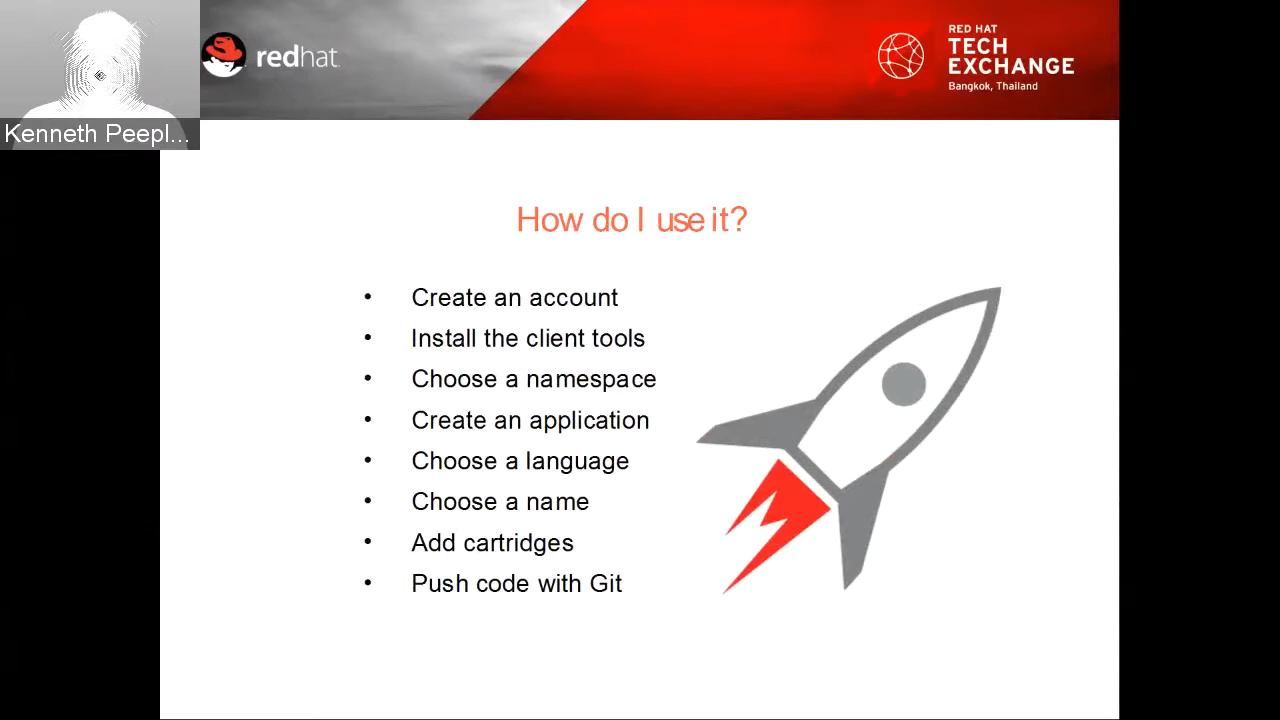 redhat
RED HAT
TECH
EXCHANGE
Bangkok, Thailand
Kenneth Peepl...
How do I use it?
• Create an account
• Install the client tools
• Choose a namespace
• Create an application
• Choose a language
• Choose a name
• Add cartridges
• Push code with Git